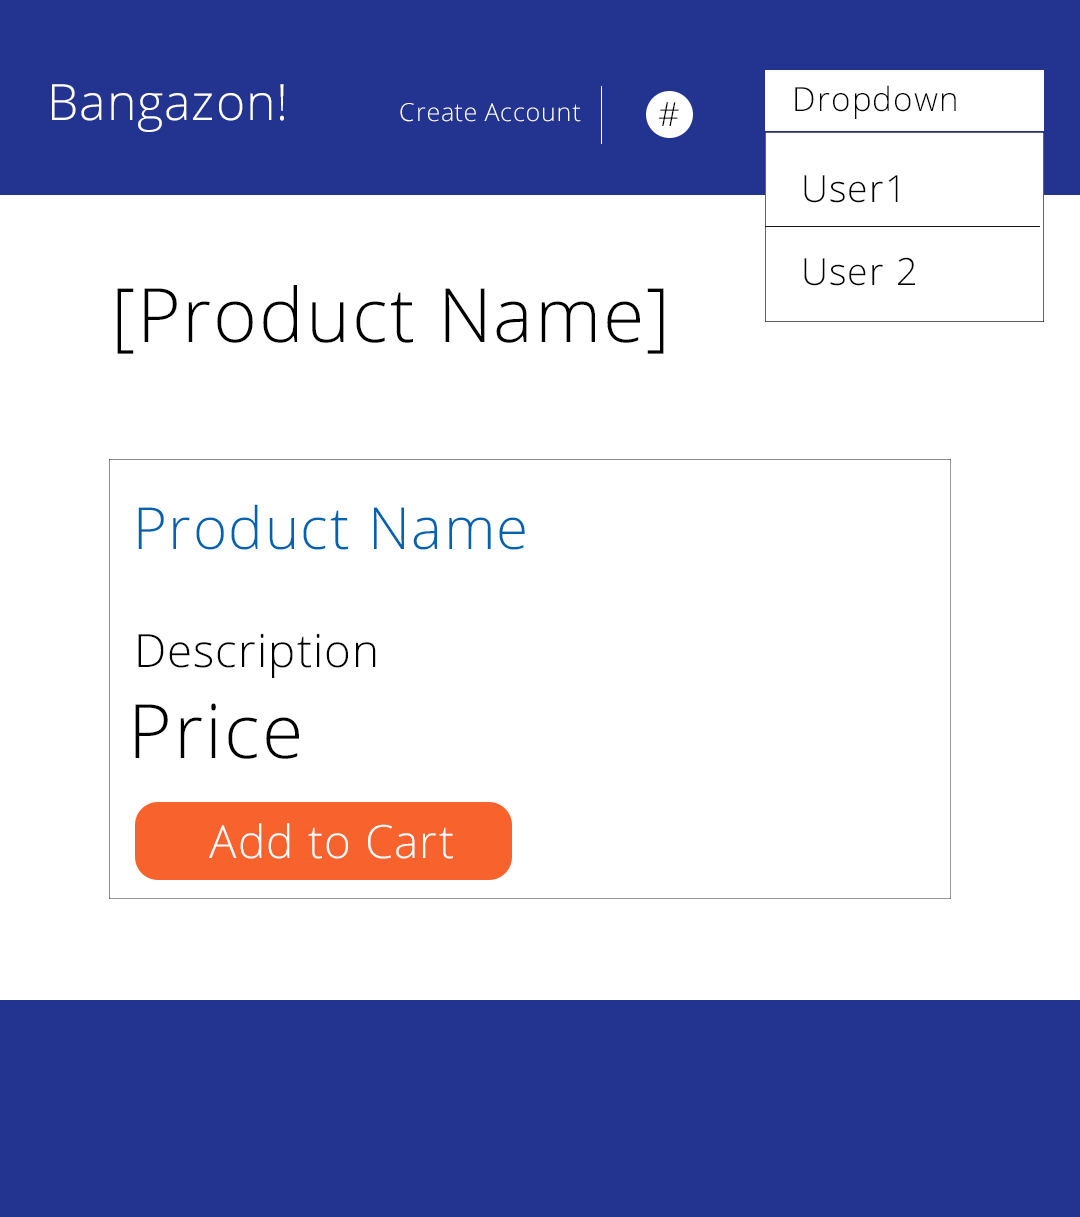 Bangazon!
Create Account
#
Dropdown
User1
User 2
[Product Name]
Product Name
Description
Price
Add to Cart